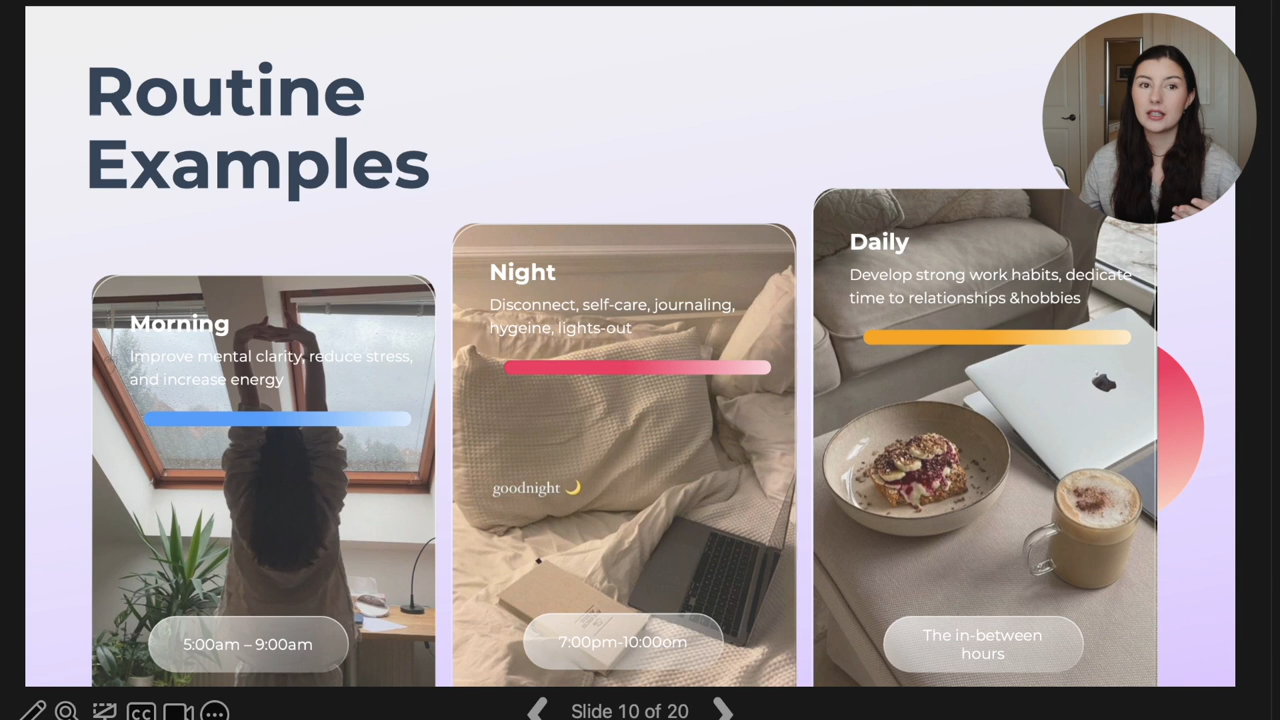 Routine
Examples
Morning
Improve mental clarity, reduce stress,
and increase energy
5:00am – 9:00am
Night
Disconnect, self-care, journaling,
hygeine, lights-out
goodnight 🌙
7:00pm-10:00om
Daily
Develop strong work habits, dedicate
time to relationships &hobbies
The in-between
hours
CC
Slide 10 of 20